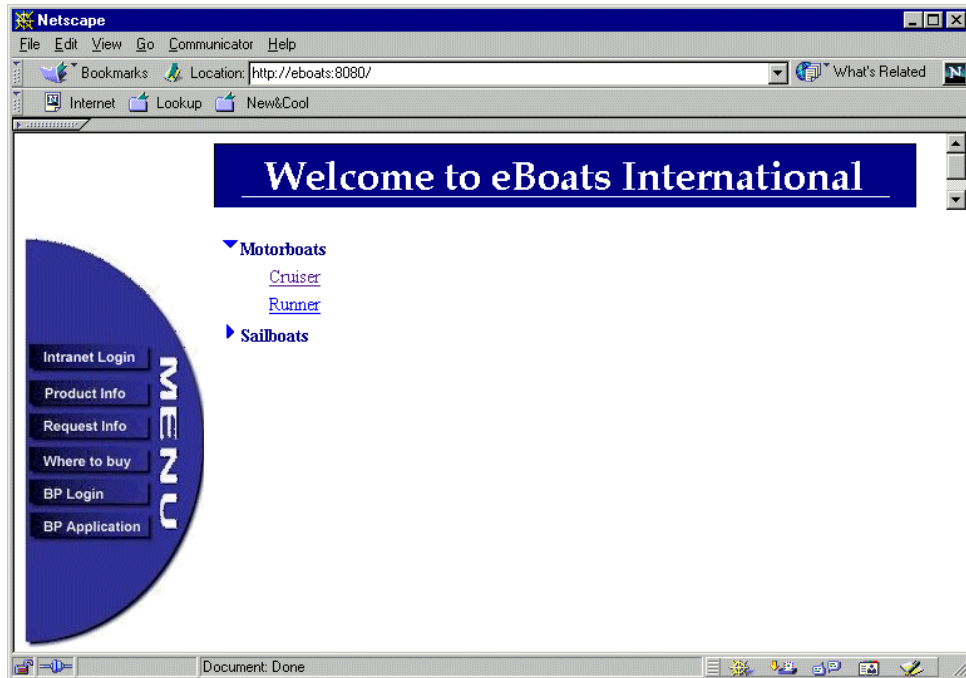 Netscape
File Edit View Go Communicator Help
Bookmarks Location: http://eboats:8080/ What's Related N
Internet Lookup New&Cool
Welcome to eBoats International
Motorboats
Cruiser
Runner
Sailboats
MENU
Intranet Login
Product Info
Request Info
Where to buy
BP Login
BP Application
Document: Done